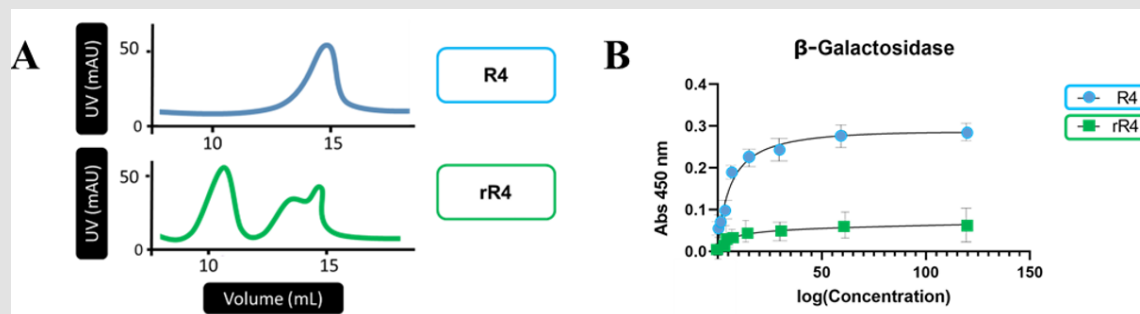 A
UV (mAU)
50
0
10
15
R4
UV (mAU)
50
0
10
15
rR4
Volume (mL)
B
β-Galactosidase
Abs 450 nm
0.4
0.3
0.2
0.1
0.0
50
100
150
log(Concentration)
R4
rR4